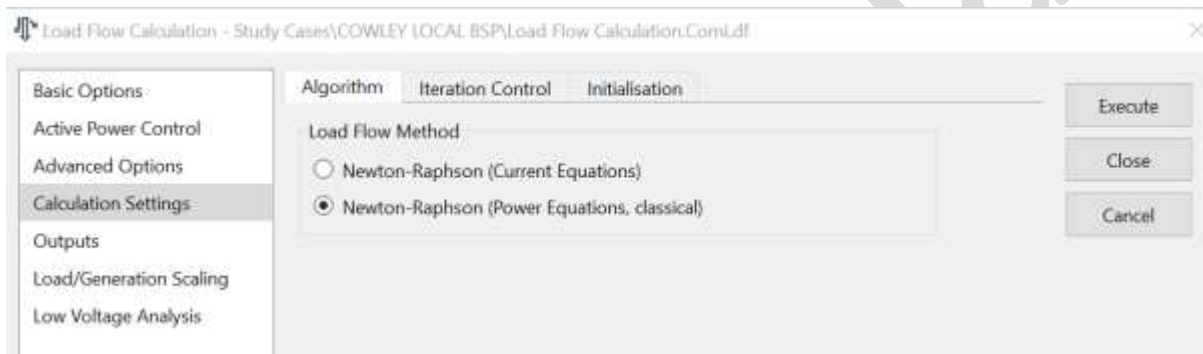 Load Flow Calculation - Study Cases\COWLEY LOCAL BSP\Load Flow Calculation.ComLdf
Basic Options
Active Power Control
Advanced Options
Calculation Settings
Outputs
Load/Generation Scaling
Low Voltage Analysis
Algorithm Iteration Control Initialisation
Load Flow Method
Newton-Raphson (Current Equations)
Newton-Raphson (Power Equations, classical)
Execute
Close
Cancel